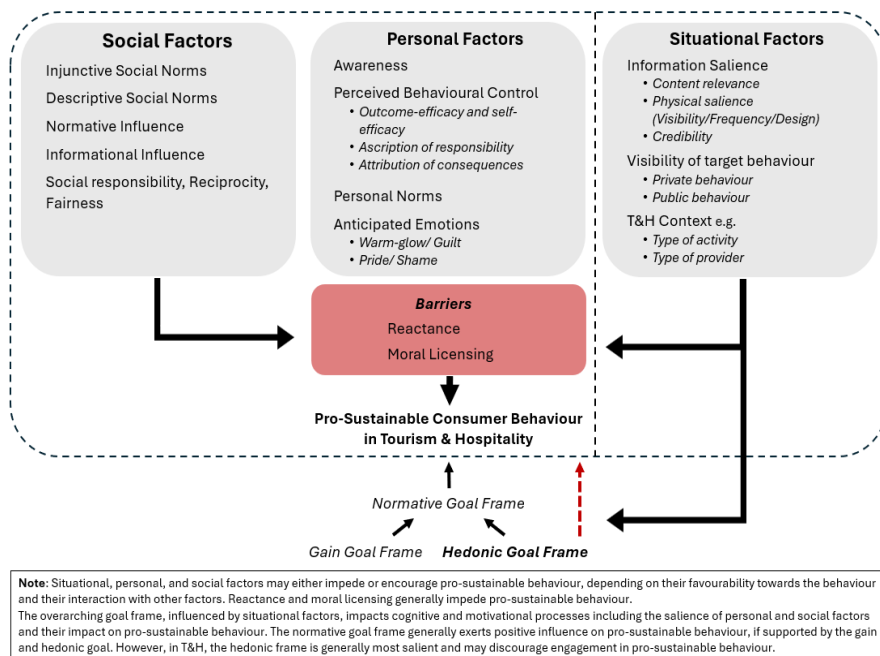 Social Factors
Injunctive Social Norms
Descriptive Social Norms
Normative Influence
Informational Influence
Social responsibility, Reciprocity,
Fairness
Personal Factors
Awareness
Perceived Behavioural Control
• Outcome-efficacy and self-
efficacy
• Ascription of responsibility
• Attribution of consequences
Personal Norms
Anticipated Emotions
• Warm-glow/ Guilt
• Pride/ Shame
Situational Factors
Information Salience
• Content relevance
• Physical salience
(Visibility/Frequency/Design)
• Credibility
Visibility of target behaviour
• Private behaviour
• Public behaviour
T&H Context e.g.
• Type of activity
• Type of provider
Barriers
Reactance
Moral Licensing
Pro-Sustainable Consumer Behaviour
in Tourism & Hospitality
Normative Goal Frame
Gain Goal Frame
Hedonic Goal Frame
Note: Situational, personal, and social factors may either impede or encourage pro-sustainable behaviour, depending on their favourability towards the behaviour
and their interaction with other factors. Reactance and moral licensing generally impede pro-sustainable behaviour.
The overarching goal frame, influenced by situational factors, impacts cognitive and motivational processes including the salience of personal and social factors
and their impact on pro-sustainable behaviour. The normative goal frame generally exerts positive influence on pro-sustainable behaviour, if supported by the gain
and hedonic goal. However, in T&H, the hedonic frame is generally most salient and may discourage engagement in pro-sustainable behaviour.